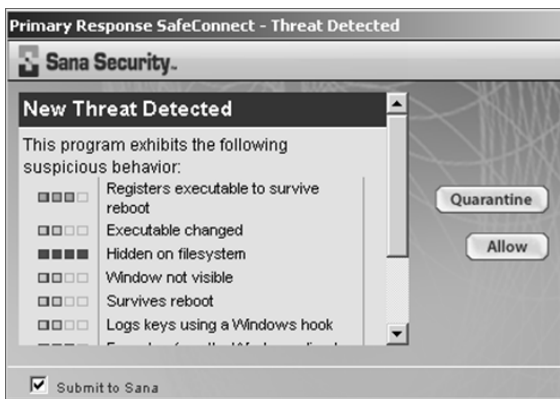 Primary Response SafeConnect - Threat Detected
Sana Security™
New Threat Detected
This program exhibits the following
suspicious behavior:
Registers executable to survive
reboot
Executable changed
Hidden on filesystem
Window not visible
Survives reboot
Logs keys using a Windows hook
Quarantine
Allow
Submit to Sana